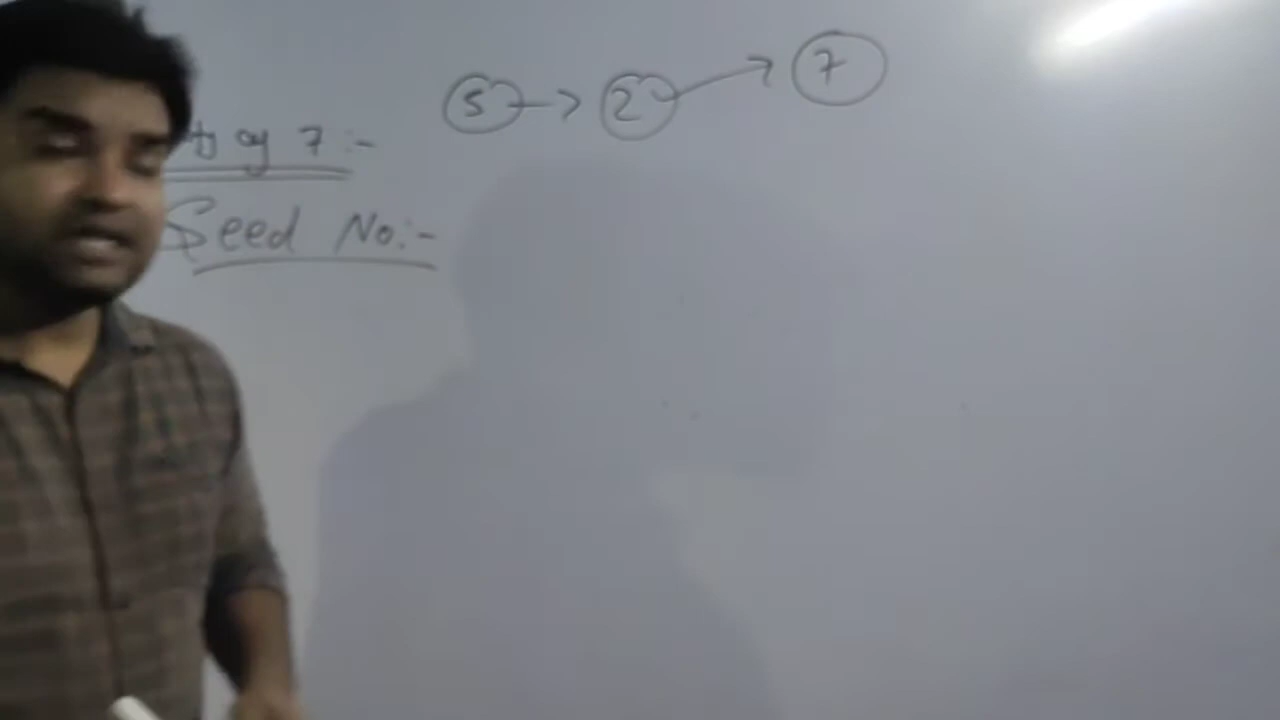 5 → 2 → 7
of 7 :-
Seed No:-